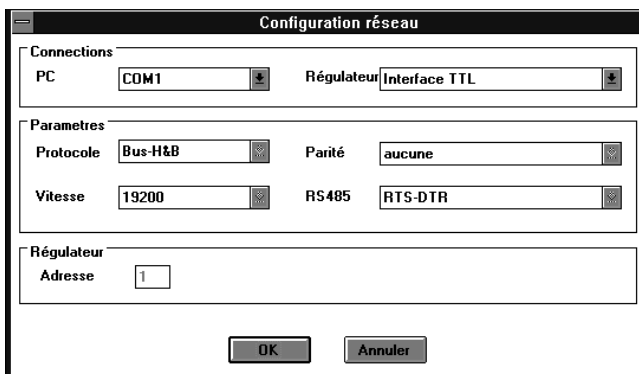 Configuration réseau
Connections
PC COM1 Régulateur Interface TTL
Parametres
Protocole Bus-H&B Parité aucune
Vitesse 19200 RS485 RTS-DTR
Régulateur
Adresse 1
OK Annuler